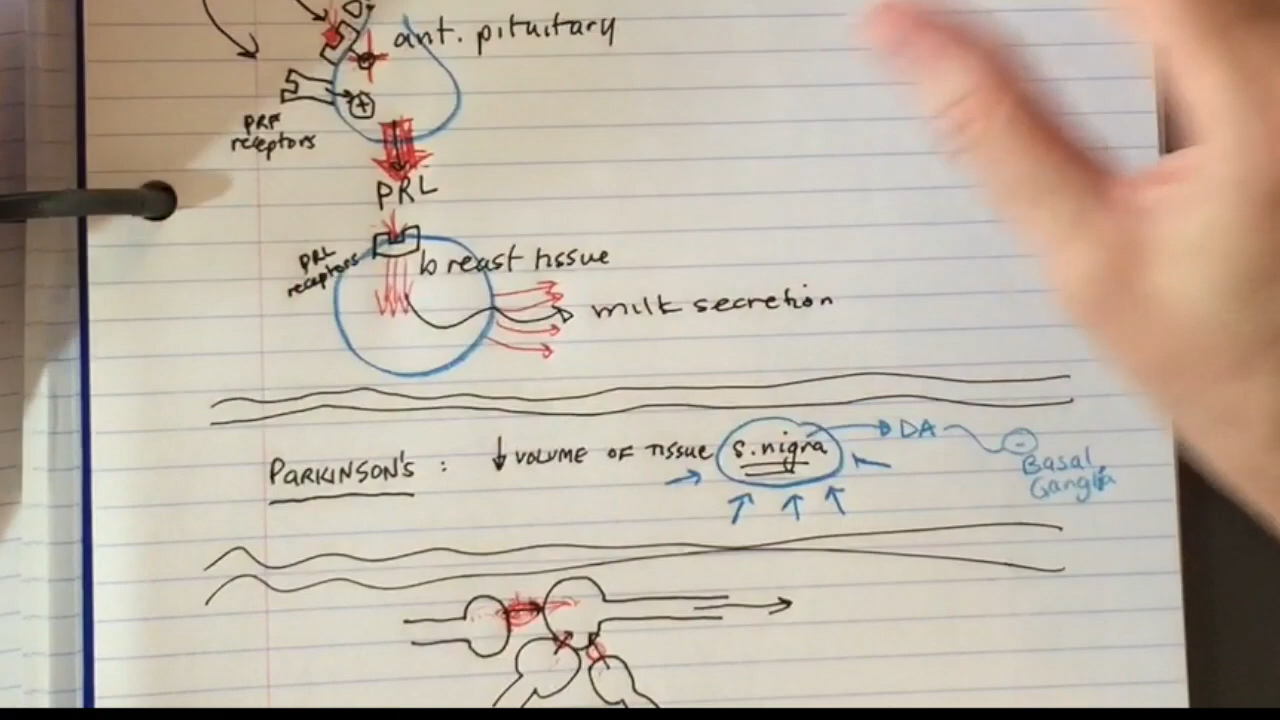 ant. pituitary
+
PRF
receptors
PRL
PRL
receptors
breast tissue
milk secretion
PARKINSON'S : ↓ VOLUME OF TISSUE S.nigra → DA
-
Basal
Ganglia